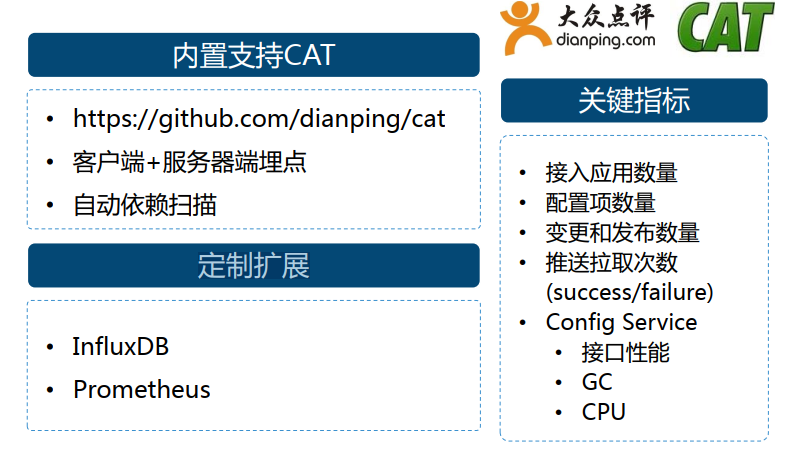 大众点评
dianping.com
CAT
内置支持CAT
https://github.com/dianping/cat
客户端+服务器端埋点
自动依赖扫描
定制扩展
InfluxDB
Prometheus
关键指标
接入应用数量
配置项数量
变更和发布数量
推送拉取次数
(success/failure)
Config Service
接口性能
GC
CPU